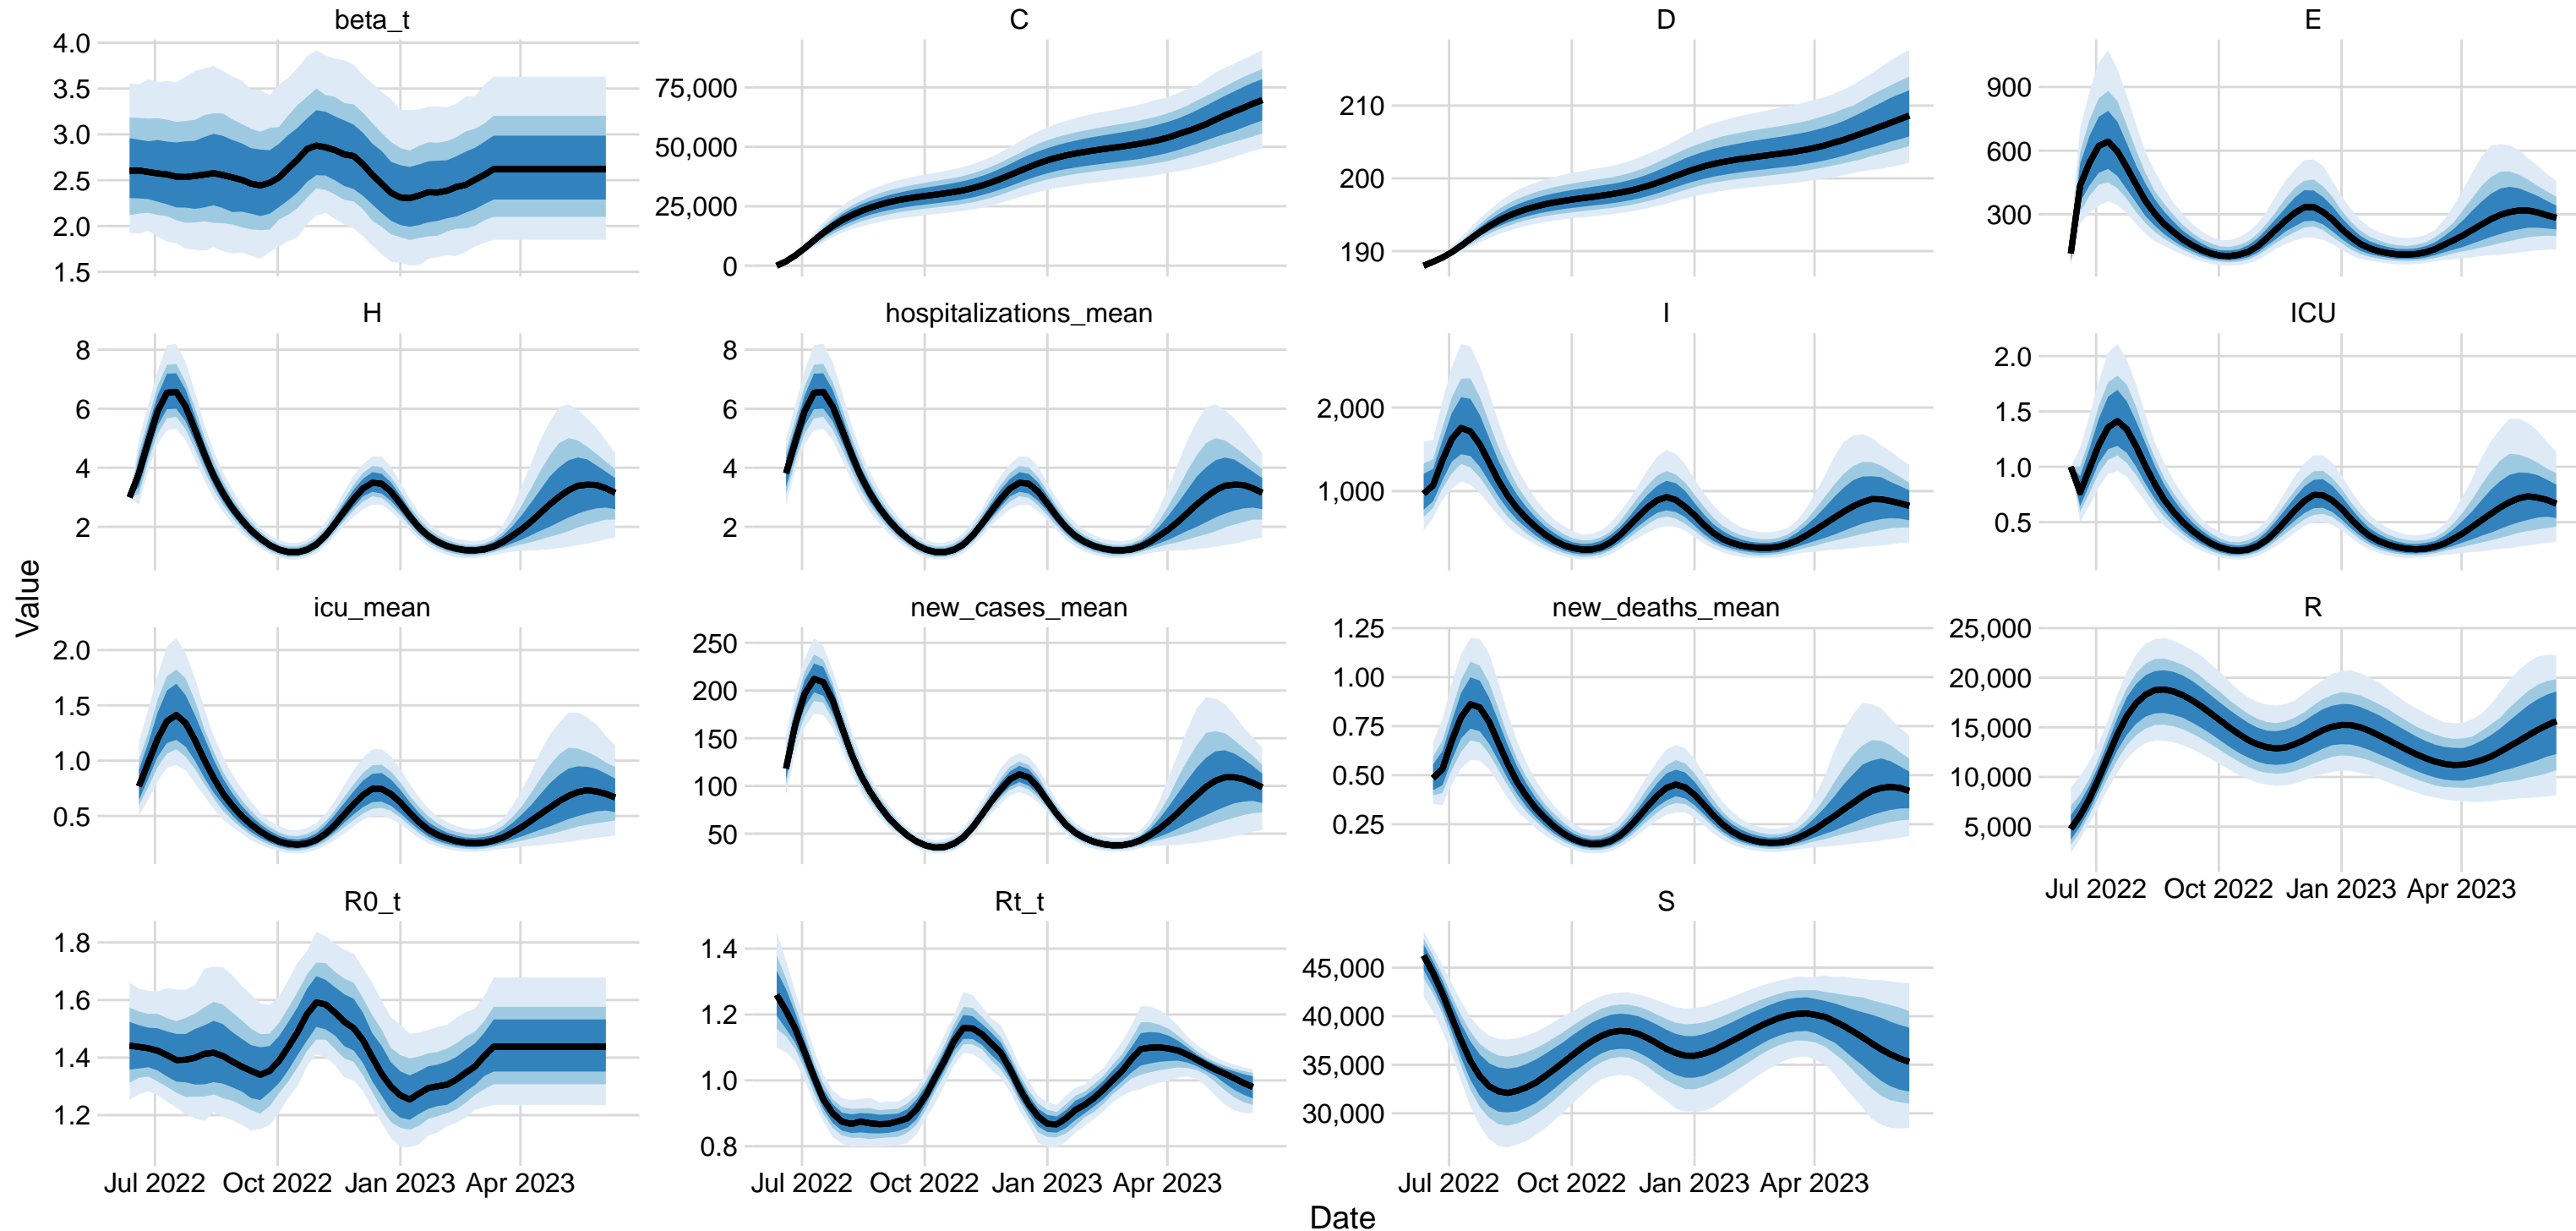 beta_t
4.0
3.5
3.0
2.5
2.0
1.5
C
75,000
50,000
25,000
0
D
210
200
190
E
900
600
300
H
8
6
4
2
hospitalizations_mean
8
6
4
2
I
2,000
1,000
ICU
2.0
1.5
1.0
0.5
icu_mean
2.0
1.5
1.0
0.5
new_cases_mean
250
200
150
100
50
new_deaths_mean
1.25
1.00
0.75
0.50
0.25
R
25,000
20,000
15,000
10,000
5,000
Jul 2022 Oct 2022 Jan 2023 Apr 2023
R0_t
1.8
1.6
1.4
1.2
Jul 2022 Oct 2022 Jan 2023 Apr 2023
Rt_t
1.4
1.2
1.0
0.8
Jul 2022 Oct 2022 Jan 2023 Apr 2023
S
45,000
40,000
35,000
30,000
Jul 2022 Oct 2022 Jan 2023 Apr 2023
Value
Date